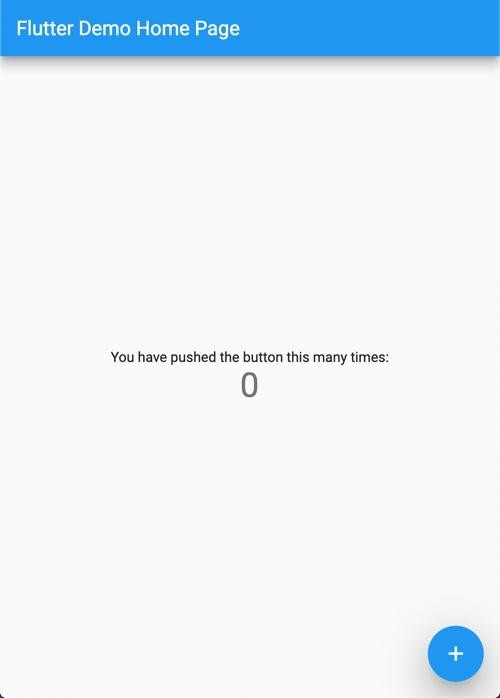 Flutter Demo Home Page
You have pushed the button this many times:
0
+